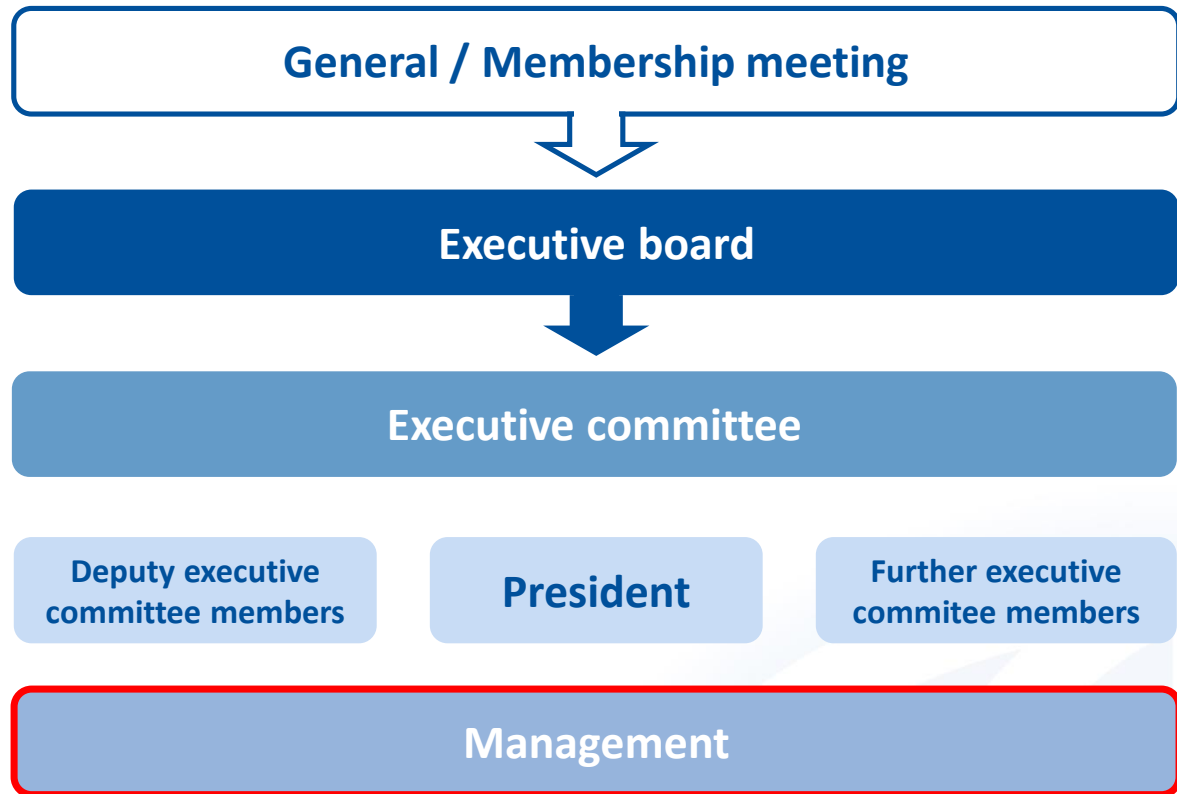 General / Membership meeting
Executive board
Executive committee
Deputy executive
committee members
President
Further executive
commitee members
Management